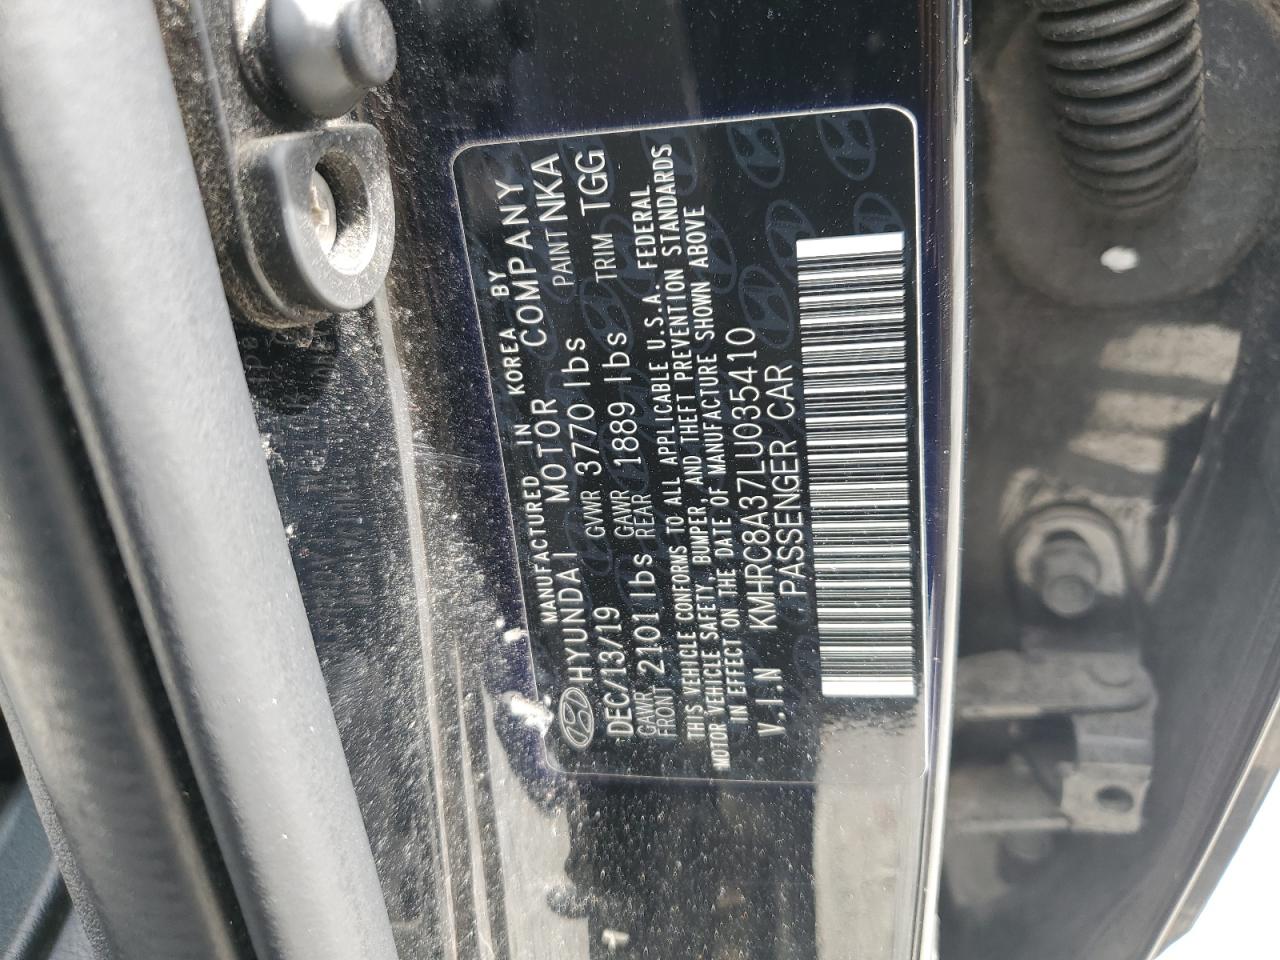 MANUFACTURED IN KOREA BY
HYUNDAI MOTOR COMPANY
DEC/13/19 GVWR 3770 lbs PAINT NKA
GAWR FRONT 2101 lbs GAWR REAR 1889 lbs TRIM TGG
THIS VEHICLE CONFORMS TO ALL APPLICABLE U.S.A. FEDERAL
MOTOR VEHICLE SAFETY, BUMPER, AND THEFT PREVENTION STANDARDS
IN EFFECT ON THE DATE OF MANUFACTURE SHOWN ABOVE
V.I.N KMHRC8A37LU035410
PASSENGER CAR